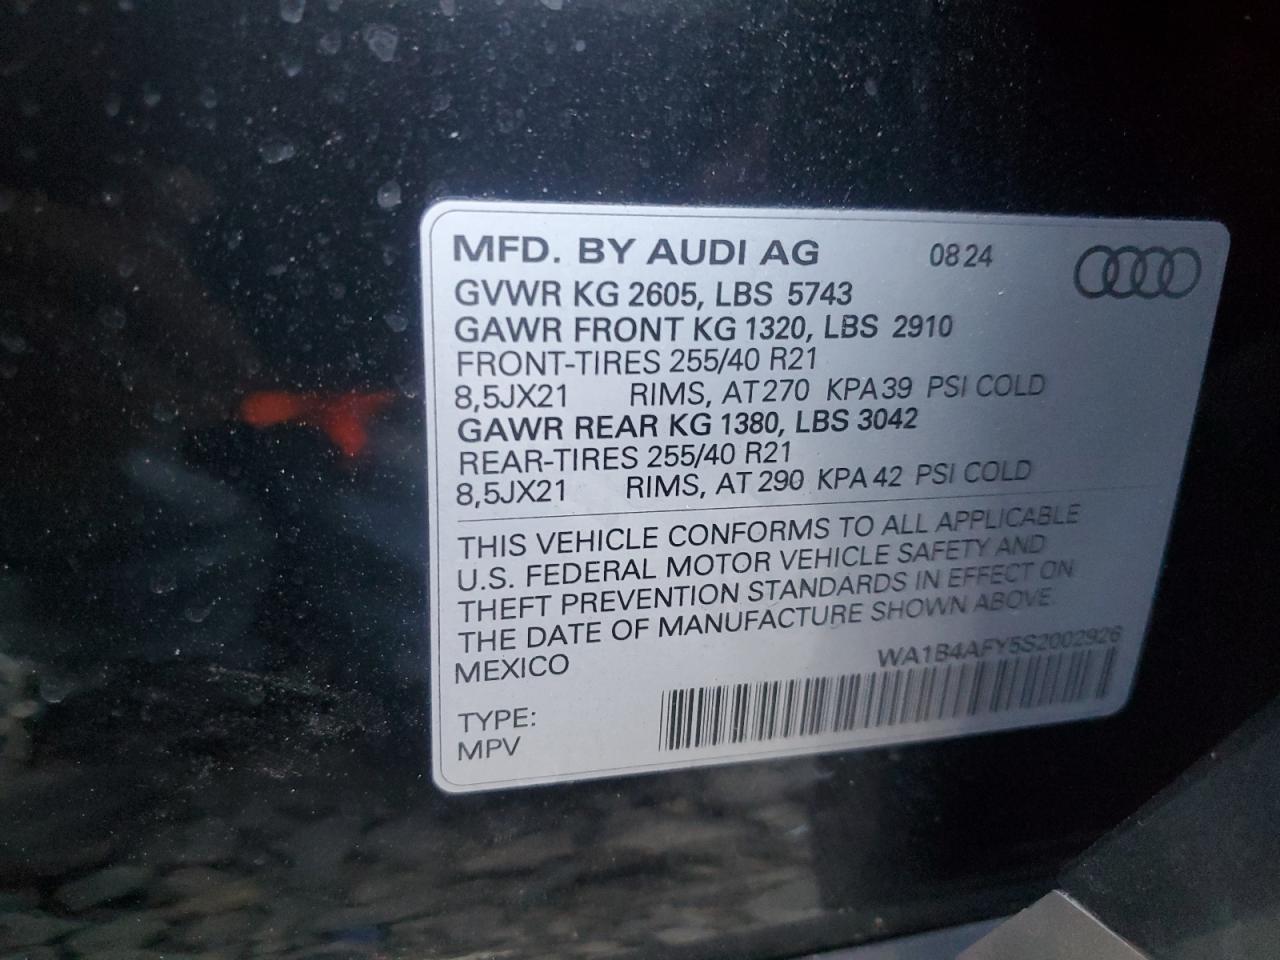 MFD. BY AUDI AG 08 24
GVWR KG 2605, LBS 5743
GAWR FRONT KG 1320, LBS 2910
FRONT-TIRES 255/40 R21
8,5JX21 RIMS, AT 270 KPA 39 PSI COLD
GAWR REAR KG 1380, LBS 3042
REAR-TIRES 255/40 R21
8,5JX21 RIMS, AT 290 KPA 42 PSI COLD
THIS VEHICLE CONFORMS TO ALL APPLICABLE
U.S. FEDERAL MOTOR VEHICLE SAFETY AND
THEFT PREVENTION STANDARDS IN EFFECT ON
THE DATE OF MANUFACTURE SHOWN ABOVE.
MEXICO WA1B4AFY5S2002926
TYPE:
MPV